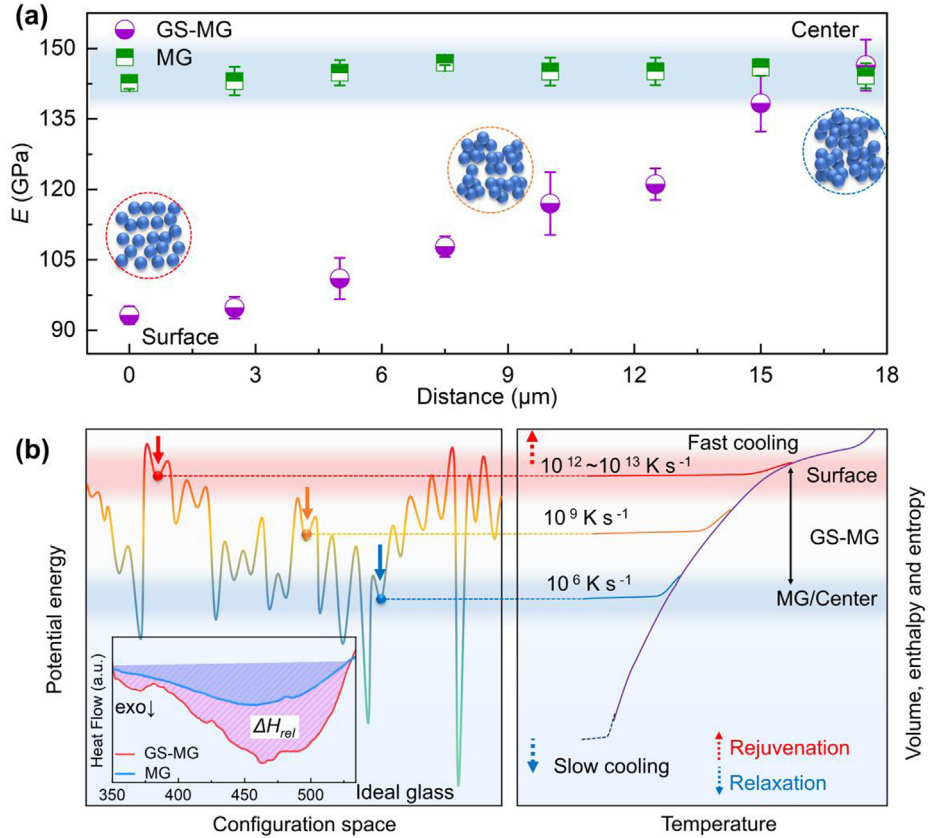 (a)
GS-MG
MG
Center
150
135
120
105
90
E (GPa)
Surface
0 3 6 9 12 15 18
Distance (µm)
(b)
Fast cooling
10 12 ~10 13 K s-1
Surface
10 9 K s-1
GS-MG
10 6 K s-1
MG/Center
Potential energy
Volume, enthalpy and entropy
Heat Flow (a.u.)
exo↓
ΔHrel
GS-MG
MG
350 400 450 500
Ideal glass
Slow cooling
Rejuvenation
Relaxation
Configuration space
Temperature